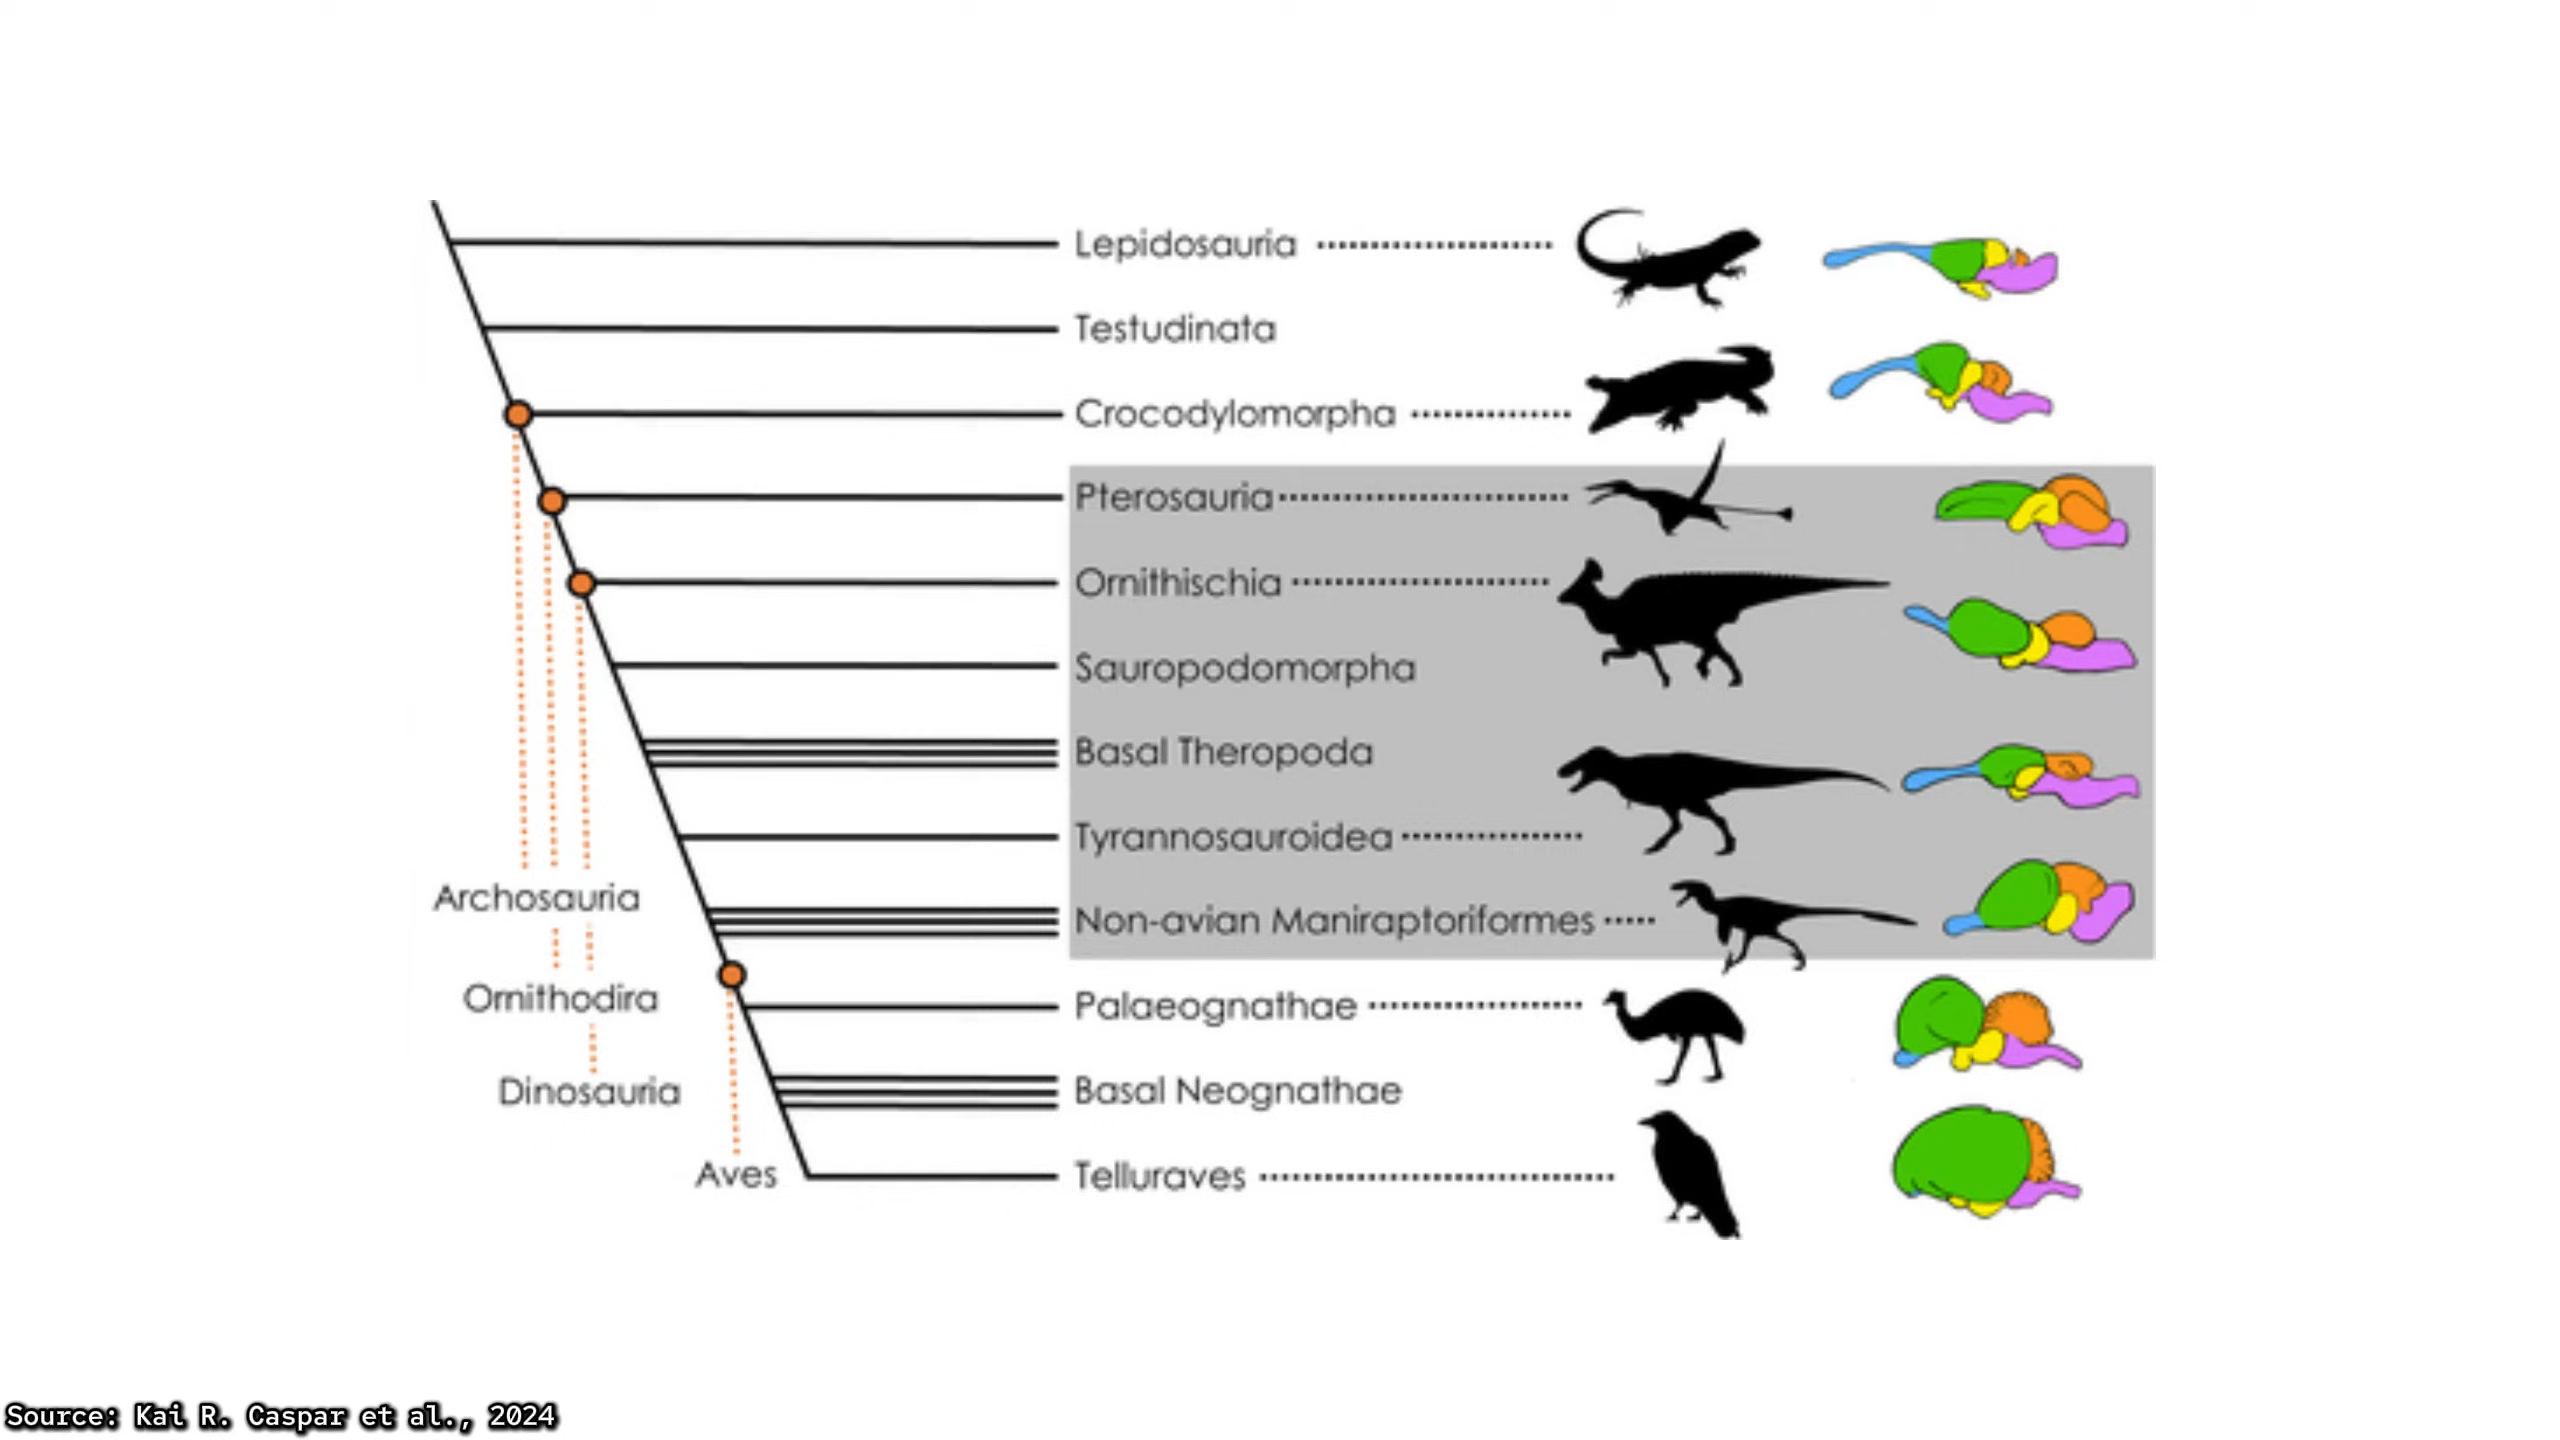 Lepidosauria
Testudinata
Crocodylomorpha
Pterosauria
Ornithischia
Sauropodomorpha
Basal Theropoda
Tyrannosauroidea
Non-avian Maniraptoriformes
Palaeognathae
Basal Neognathae
Telluraves
Archosauria
Ornithodira
Dinosauria
Aves
Source: Kai R. Caspar et al., 2024